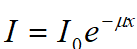 I = I₀e^{-μx}